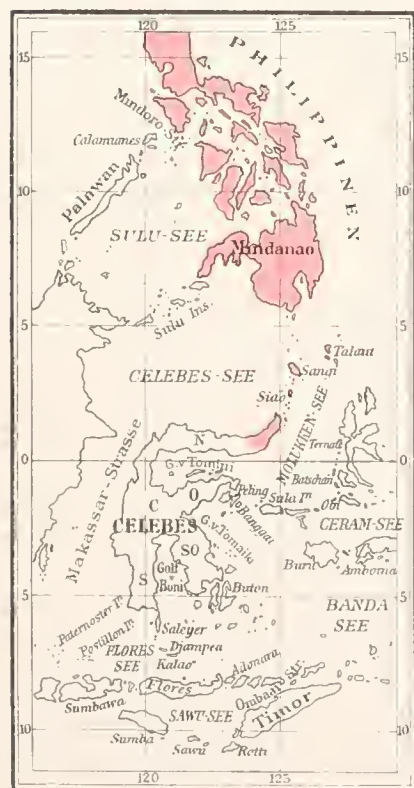 120
125
15
15
PHILIPPINEN
Mindoro Str.
Calamianes
Palawan
10
10
SULU-SEE
Mindanao
5
5
Sulu Ins.
Talaut
Sangi
CELEBES-SEE
Siao
MOLUKKEN-SEE
Ternate
N
0
0
G.v Tomini
Batschan
Makassar-Strasse
C
O
Peling
Sula In.
Obi
Banggai
CELEBES
CERAM-SEE
G.v Tomaiki
SO
Golf
Boni
Buru
Amboina
S
Buton
BANDA
SEE
5
5
Paternoster In.
Postillon In.
Saleyer
FLORES
SEE
Djampea
Kalao
Adonara
Ombaai Str.
Flores
Sumbawa
SAWU-SEE
Timor
Sumba
Sawu
Rotti
10
10
120
125